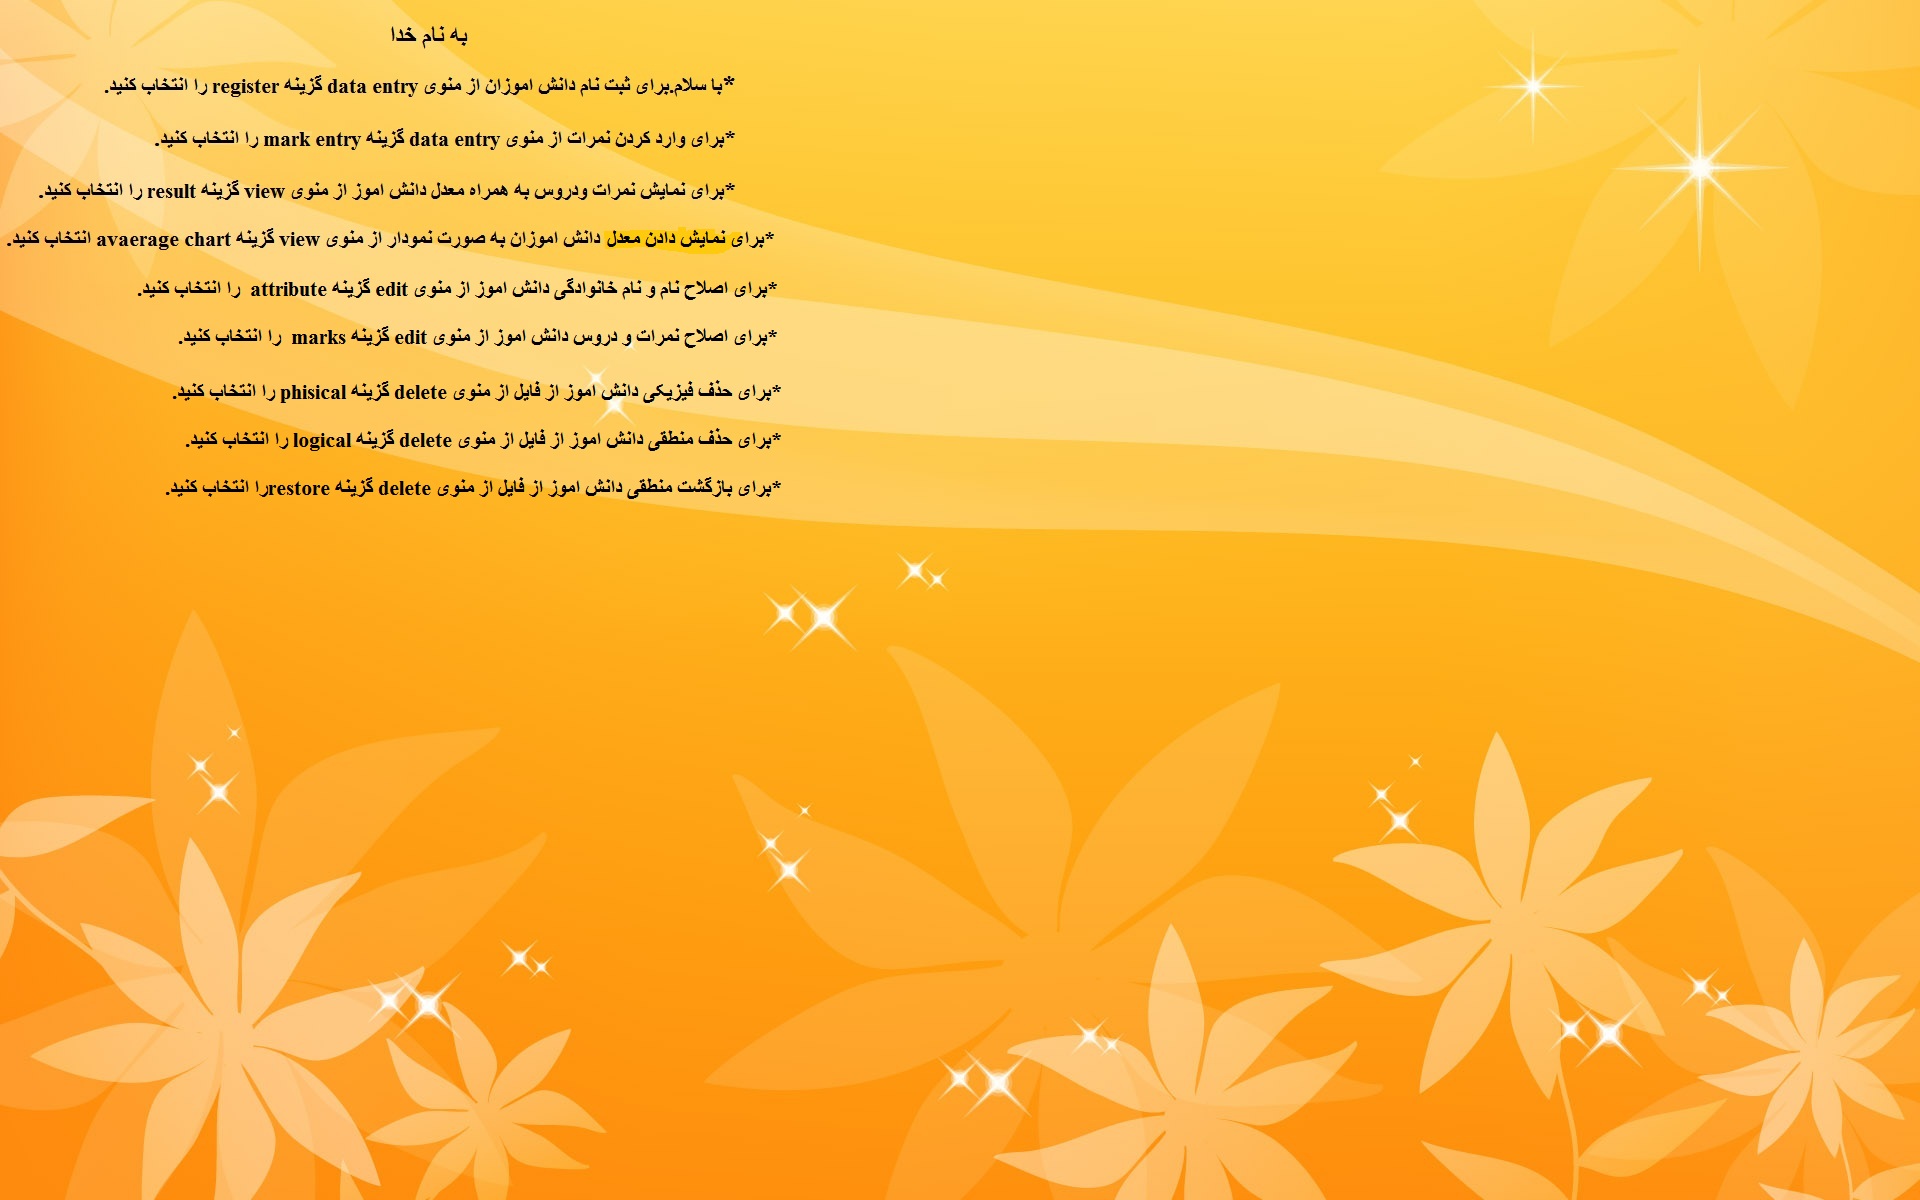 به نام خدا
*با سلام.برای ثبت نام دانش اموزان از منوی data entry گزینه register را انتخاب کنید.
*برای وارد کردن نمرات از منوی data entry گزینه mark entry را انتخاب کنید.
*برای نمایش نمرات ودروس به همراه معدل دانش اموز از منوی view گزینه result را انتخاب کنید.
*برای نمایش دادن معدل دانش اموزان به صورت نمودار از منوی view گزینه avaerage chart انتخاب کنید.
*برای اصلاح نام و نام خانوادگی دانش اموز از منوی edit گزینه attribute را انتخاب کنید.
*برای اصلاح نمرات و دروس دانش اموز از منوی edit گزینه marks را انتخاب کنید.
*برای حذف فیزیکی دانش اموز از فایل از منوی delete گزینه phisical را انتخاب کنید.
*برای حذف منطقی دانش اموز از فایل از منوی delete گزینه logical را انتخاب کنید.
*برای بازگشت منطقی دانش اموز از فایل از منوی delete گزینه restoreرا انتخاب کنید.